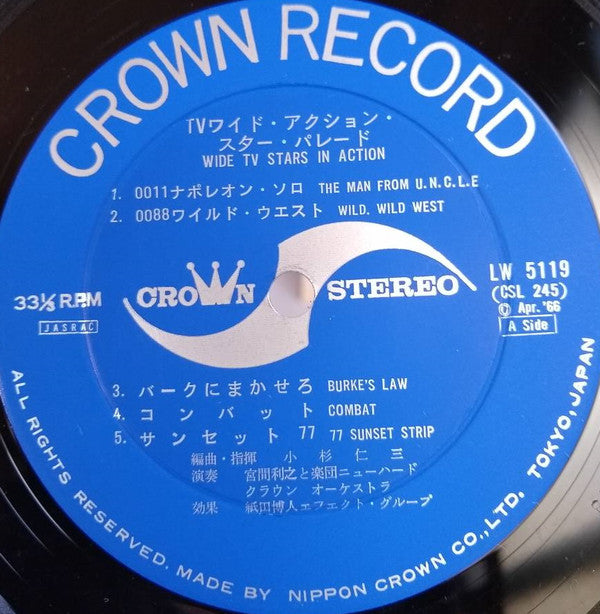 CROWN RECORD
TVワイド・アクション・
スター・パレード
WIDE TV STARS IN ACTION
1. 0011ナポレオン・ソロ THE MAN FROM U.N.C.L.E
2. 0088ワイルド・ウエスト WILD. WILD WEST
33⅓ R.P.M
JASRAC
CROWN STEREO
LW 5119
(CSL 245)
Ⓟ Apr. '66
A Side
3. バークにまかせろ BURKE'S LAW
4. コンバット COMBAT
5. サンセット 77 77 SUNSET STRIP
編曲・指揮 小杉仁三
演奏 宮間利之と楽団ニューハード
クラウン オーケストラ
効果 紙田博人エフェクト・グループ
ALL RIGHTS RESERVED. MADE BY NIPPON CROWN CO.,LTD. TOKYO, JAPAN